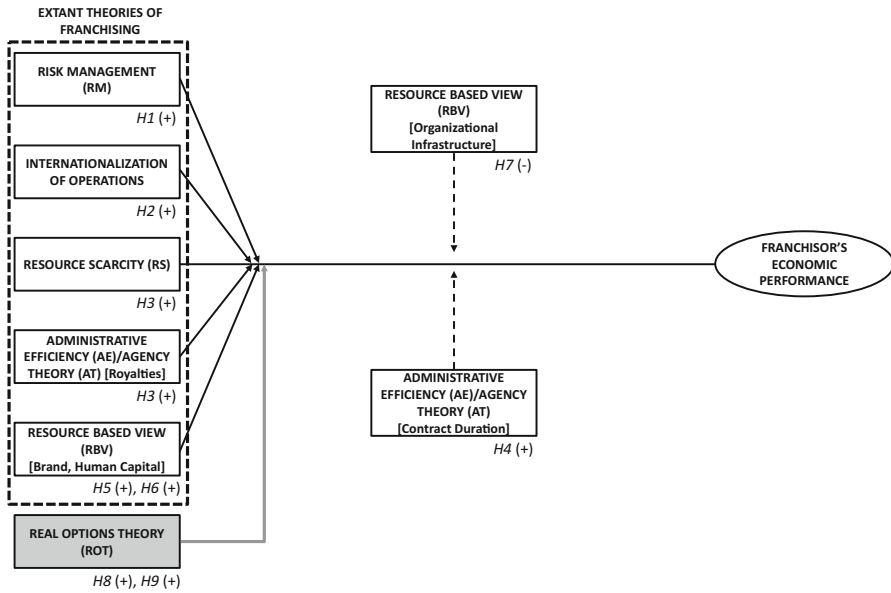 EXTANT THEORIES OF
FRANCHISING
RISK MANAGEMENT
(RM)
H1 (+)
INTERNATIONALIZATION
OF OPERATIONS
H2 (+)
RESOURCE SCARCITY (RS)
H3 (+)
ADMINISTRATIVE
EFFICIENCY (AE)/AGENCY
THEORY (AT) [Royalties]
H3 (+)
RESOURCE BASED VIEW
(RBV)
[Brand, Human Capital]
H5 (+), H6 (+)
REAL OPTIONS THEORY
(ROT)
H8 (+), H9 (+)
RESOURCE BASED VIEW
(RBV)
[Organizational
Infrastructure]
H7 (-)
ADMINISTRATIVE
EFFICIENCY (AE)/AGENCY
THEORY (AT)
[Contract Duration]
H4 (+)
FRANCHISOR'S
ECONOMIC
PERFORMANCE